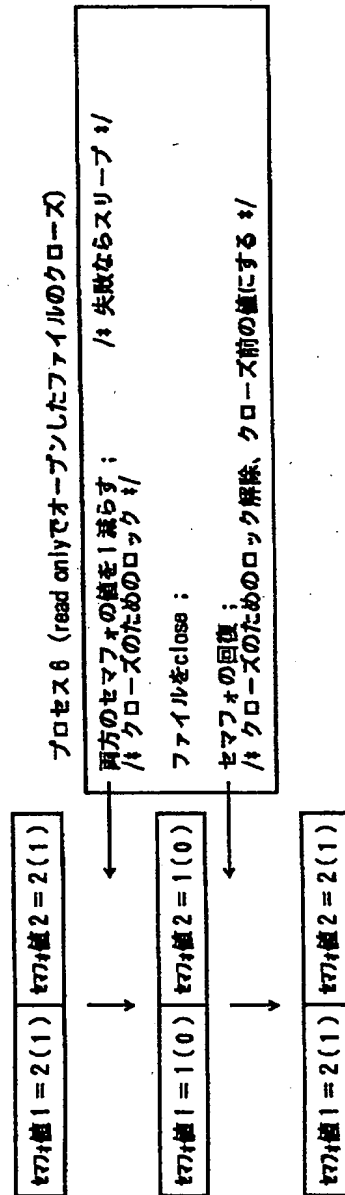 プロセス6 (read onlyでオープンしたファイルのクローズ)
両方のセマフォの値を1減らす; /* 失敗ならスリープ */
/* クローズのためのロック */
ファイルをclose;
セマフォの回復;
/* クローズのためのロック解除、クローズ前の値にする */
セマフォ値1=2(1) セマフォ値2=2(1)
セマフォ値1=1(0) セマフォ値2=1(0)
セマフォ値1=2(1) セマフォ値2=2(1)